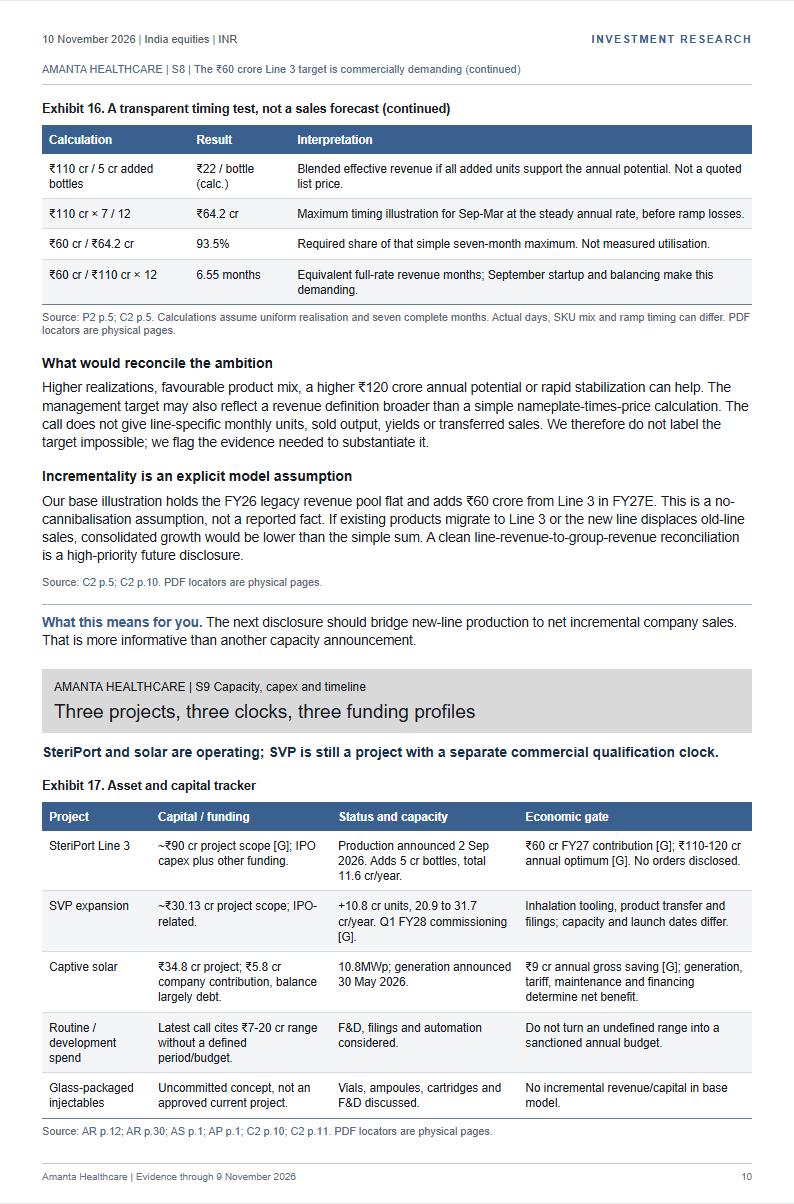 10 November 2026 | India equities | INR
INVESTMENT RESEARCH
AMANTA HEALTHCARE | S8 | The ₹60 crore Line 3 target is commercially demanding (continued)
Exhibit 16. A transparent timing test, not a sales forecast (continued)
Calculation Result Interpretation
₹110 cr / 5 cr added
bottles
₹22 / bottle
(calc.)
Blended effective revenue if all added units support the annual potential. Not a quoted
list price.
₹110 cr × 7 / 12 ₹64.2 cr Maximum timing illustration for Sep-Mar at the steady annual rate, before ramp losses.
₹60 cr / ₹64.2 cr 93.5% Required share of that simple seven-month maximum. Not measured utilisation.
₹60 cr / ₹110 cr × 12 6.55 months Equivalent full-rate revenue months; September startup and balancing make this
demanding.
Source: P2 p.5; C2 p.5. Calculations assume uniform realisation and seven complete months. Actual days, SKU mix and ramp timing can differ. PDF
locators are physical pages.
What would reconcile the ambition
Higher realizations, favourable product mix, a higher ₹120 crore annual potential or rapid stabilization can help. The
management target may also reflect a revenue definition broader than a simple nameplate-times-price calculation. The
call does not give line-specific monthly units, sold output, yields or transferred sales. We therefore do not label the
target impossible; we flag the evidence needed to substantiate it.
Incrementality is an explicit model assumption
Our base illustration holds the FY26 legacy revenue pool flat and adds ₹60 crore from Line 3 in FY27E. This is a no-
cannibalisation assumption, not a reported fact. If existing products migrate to Line 3 or the new line displaces old-line
sales, consolidated growth would be lower than the simple sum. A clean line-revenue-to-group-revenue reconciliation
is a high-priority future disclosure.
Source: C2 p.5; C2 p.10. PDF locators are physical pages.
What this means for you. The next disclosure should bridge new-line production to net incremental company sales.
That is more informative than another capacity announcement.
AMANTA HEALTHCARE | S9 Capacity, capex and timeline
Three projects, three clocks, three funding profiles
SteriPort and solar are operating; SVP is still a project with a separate commercial qualification clock.
Exhibit 17. Asset and capital tracker
Project Capital / funding Status and capacity Economic gate
SteriPort Line 3
~₹90 cr project scope [G]; IPO
capex plus other funding.
Production announced 2 Sep
2026. Adds 5 cr bottles, total
11.6 cr/year.
₹60 cr FY27 contribution [G]; ₹110-120 cr
annual optimum [G]. No orders disclosed.
SVP expansion
~₹30.13 cr project scope; IPO-
related.
+10.8 cr units, 20.9 to 31.7
cr/year. Q1 FY28 commissioning
[G].
Inhalation tooling, product transfer and
filings; capacity and launch dates differ.
Captive solar
₹34.8 cr project; ₹5.8 cr
company contribution, balance
largely debt.
10.8MWp; generation announced
30 May 2026.
₹9 cr annual gross saving [G]; generation,
tariff, maintenance and financing
determine net benefit.
Routine /
development
spend
Latest call cites ₹7-20 cr range
without a defined
period/budget.
F&D, filings and automation
considered.
Do not turn an undefined range into a
sanctioned annual budget.
Glass-packaged
injectables
Uncommitted concept, not an
approved current project.
Vials, ampoules, cartridges and
F&D discussed.
No incremental revenue/capital in base
model.
Source: AR p.12; AR p.30; AS p.1; AP p.1; C2 p.10; C2 p.11. PDF locators are physical pages.
Amanta Healthcare | Evidence through 9 November 2026
10